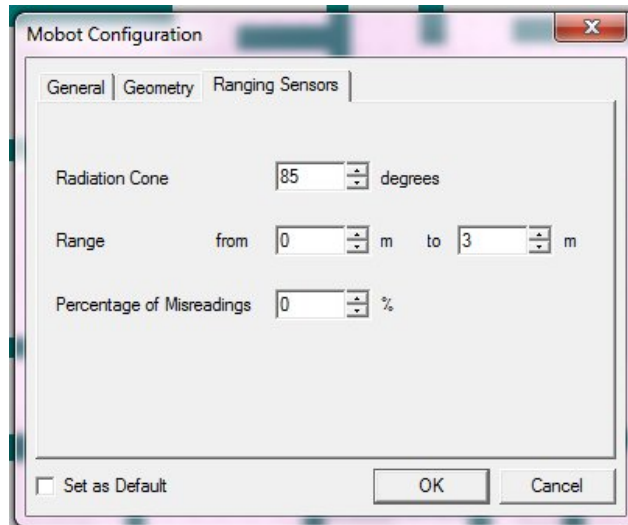 Mobot Configuration
General Geometry Ranging Sensors
Radiation Cone 85 degrees
Range from 0 m to 3 m
Percentage of Misreadings 0 %
Set as Default OK Cancel